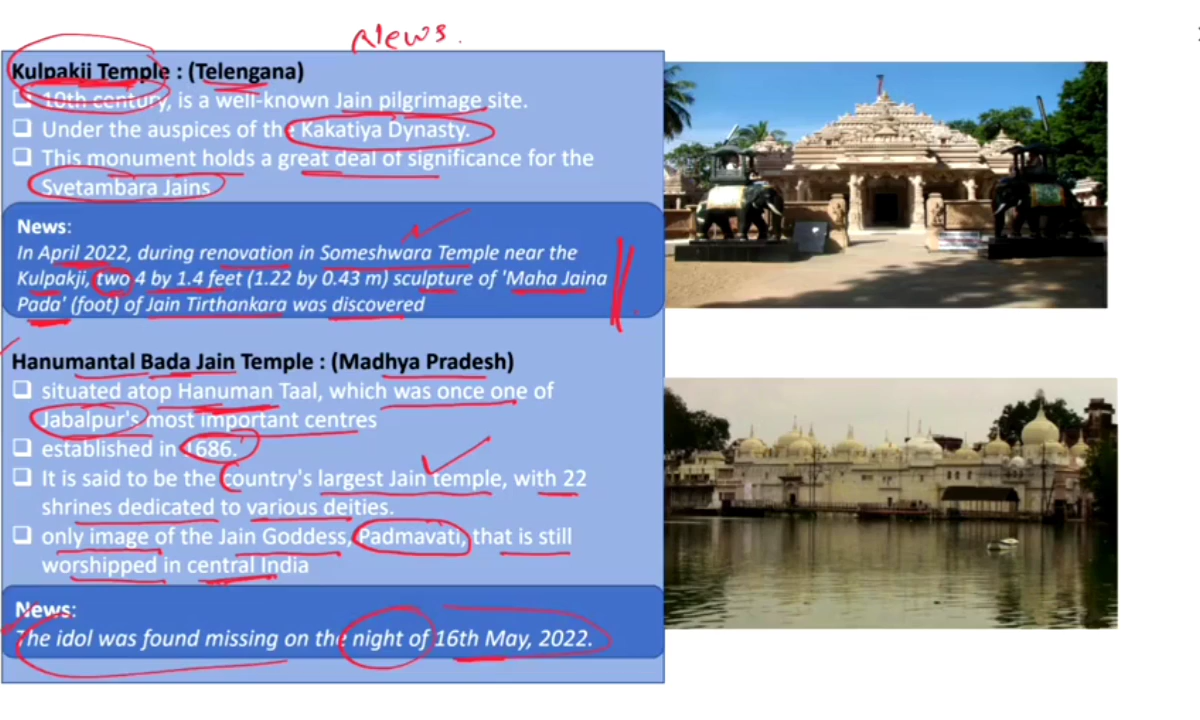 News.
Kulpakji Temple : (Telengana)
❑ 10th century, is a well-known Jain pilgrimage site.
❑ Under the auspices of the Kakatiya Dynasty.
❑ This monument holds a great deal of significance for the
Svetambara Jains
News:
In April 2022, during renovation in Someshwara Temple near the
Kulpakji, two 4 by 1.4 feet (1.22 by 0.43 m) sculpture of 'Maha Jaina
Pada' (foot) of Jain Tirthankara was discovered
Hanumantal Bada Jain Temple : (Madhya Pradesh)
❑ situated atop Hanuman Taal, which was once one of
Jabalpur's most important centres
❑ established in 1686.
❑ It is said to be the country's largest Jain temple, with 22
shrines dedicated to various deities.
❑ only image of the Jain Goddess, Padmavati, that is still
worshipped in central India
News:
The idol was found missing on the night of 16th May, 2022.